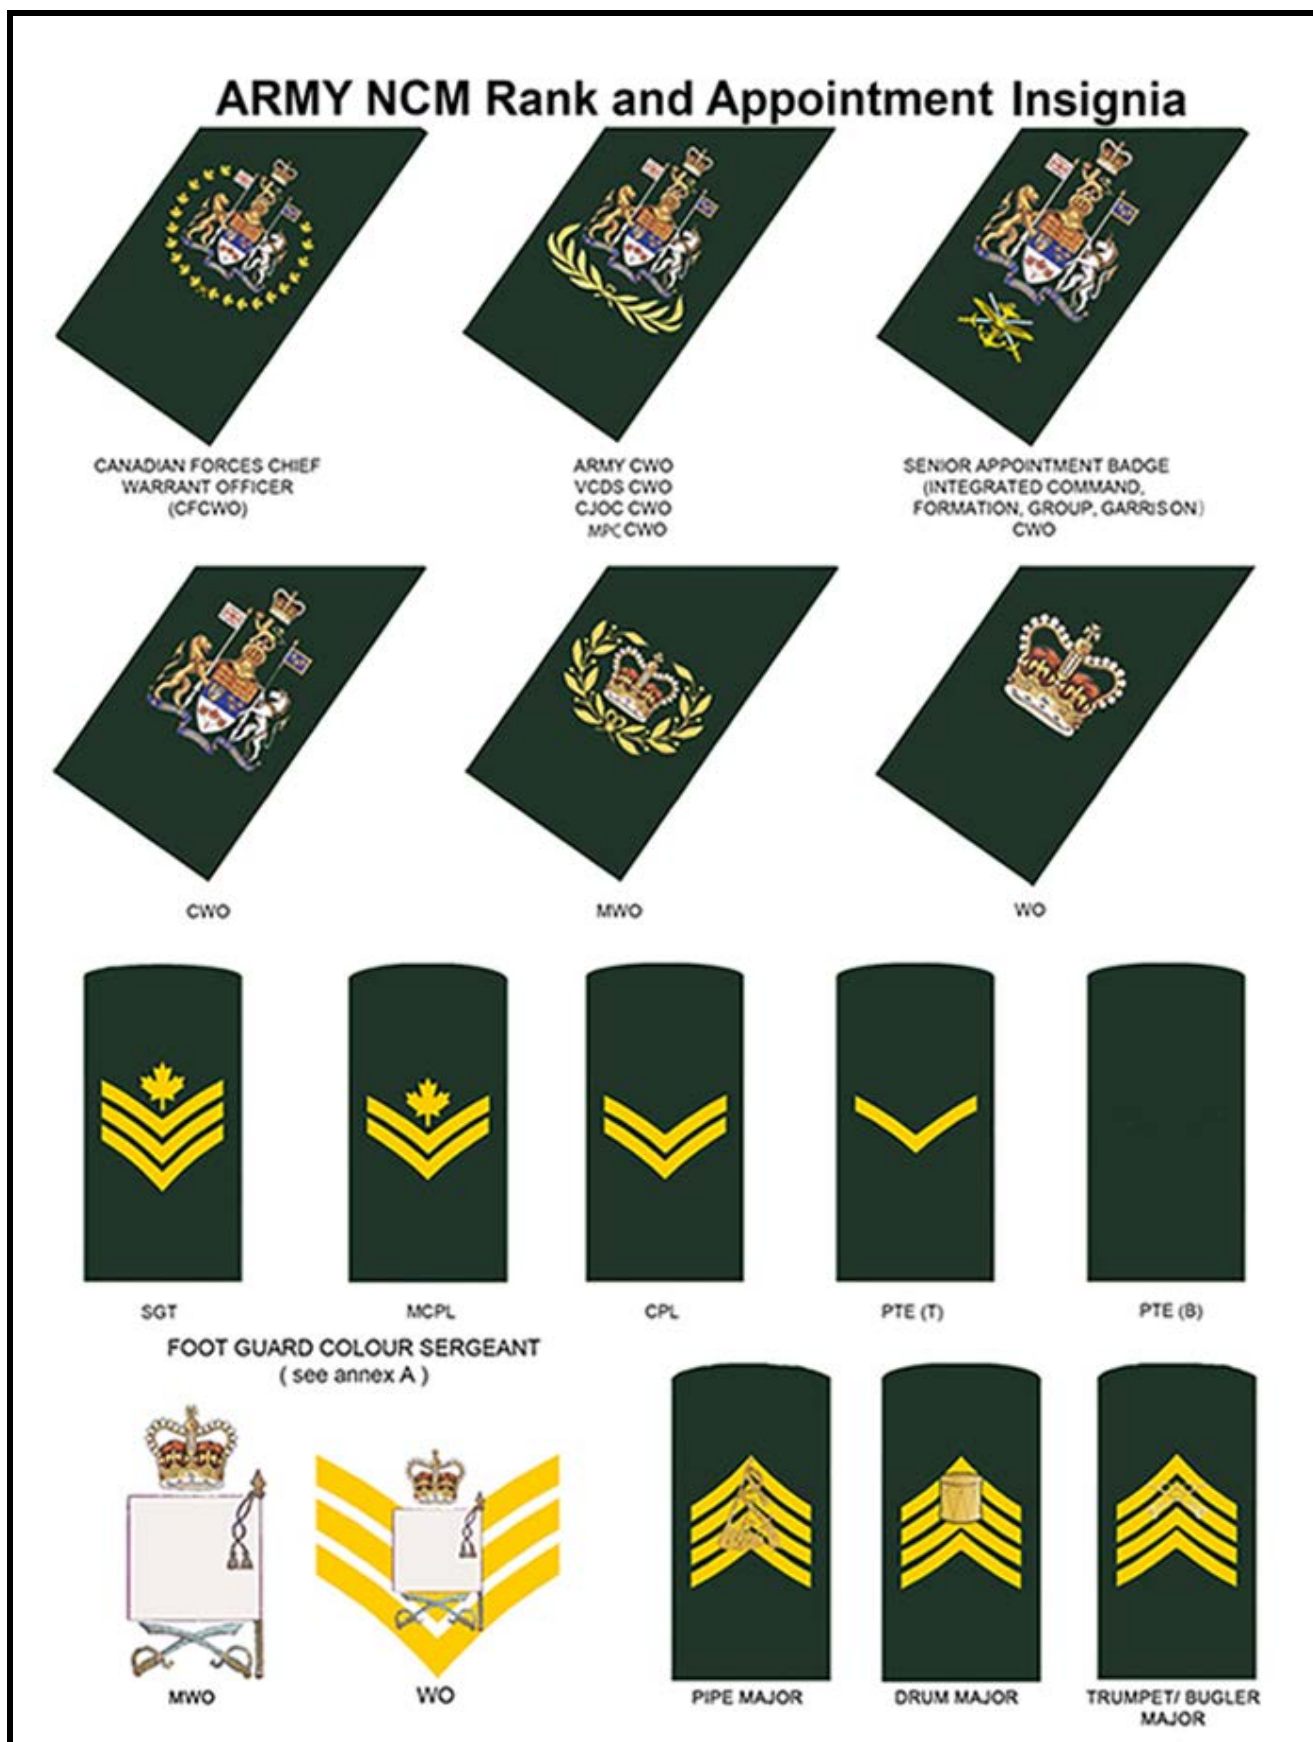 ARMY NCM Rank and Appointment Insignia
CANADIAN FORCES CHIEF
WARRANT OFFICER
(CFCWO)
ARMY CWO
VCDS CWO
CJOC CWO
MPC CWO
SENIOR APPOINTMENT BADGE
(INTEGRATED COMMAND,
FORMATION, GROUP, GARRISON)
CWO
CWO
MWO
WO
SGT
MCPL
CPL
PTE (T)
PTE (B)
FOOT GUARD COLOUR SERGEANT
( see annex A )
MWO
WO
PIPE MAJOR
DRUM MAJOR
TRUMPET/ BUGLER
MAJOR